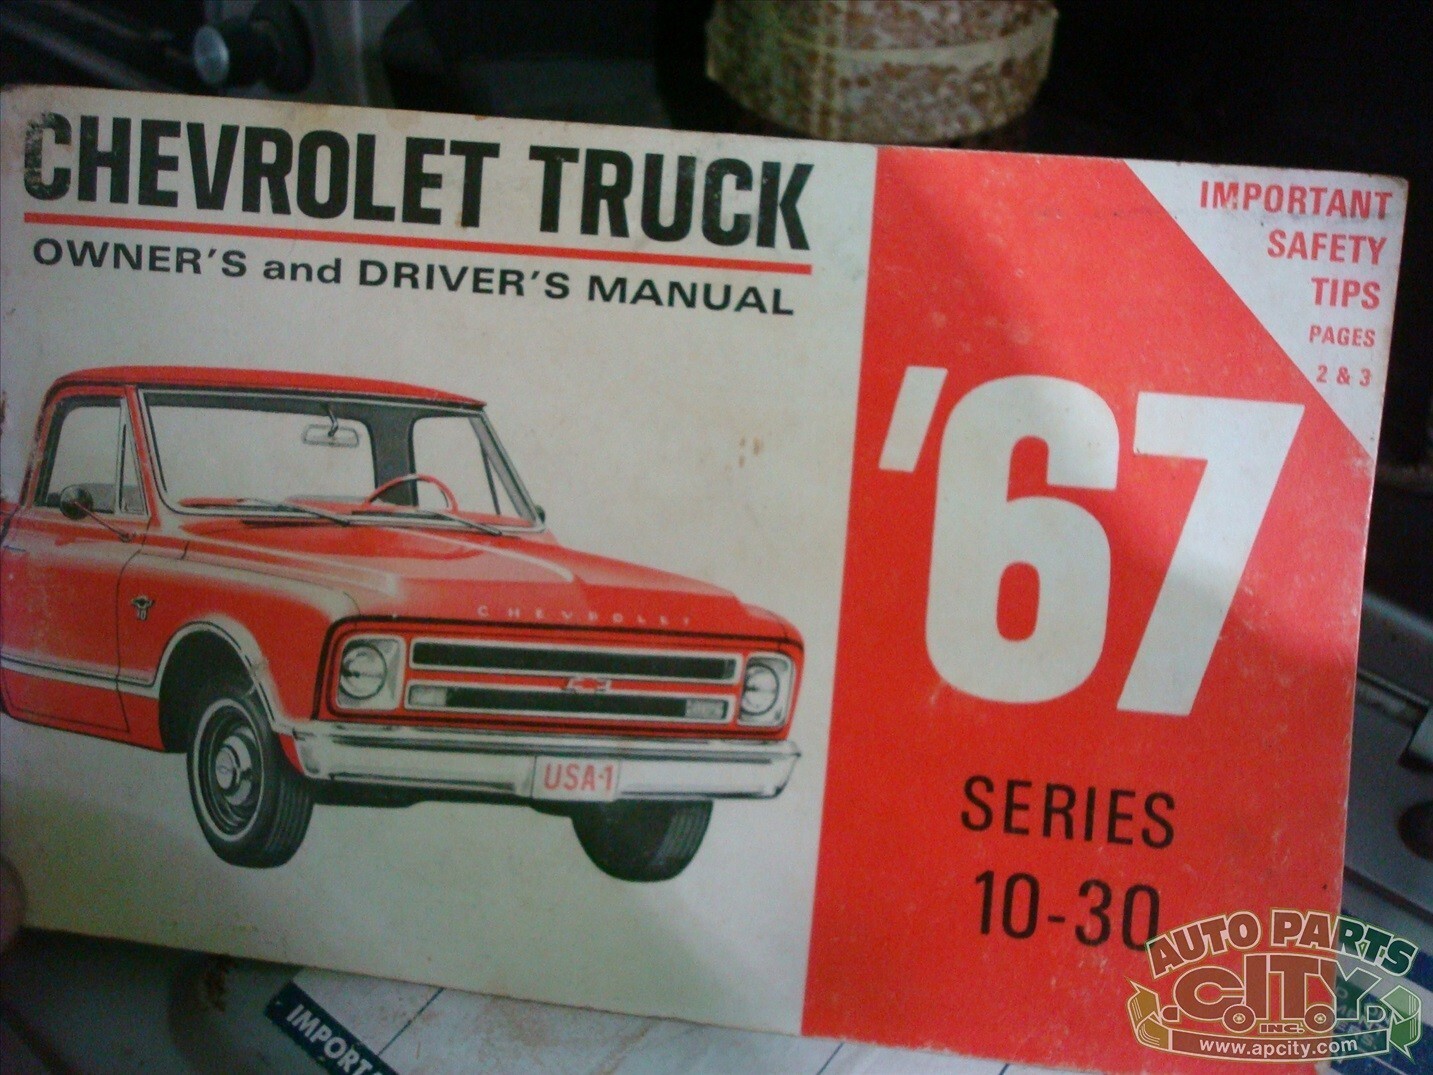 CHEVROLET TRUCK
OWNER'S and DRIVER'S MANUAL
IMPORTANT
SAFETY
TIPS
PAGES
2 & 3
'67
10
CHEVROLET
USA-1
SERIES
10-30
AUTO PARTS
CITY
INC.
www.apcity.com